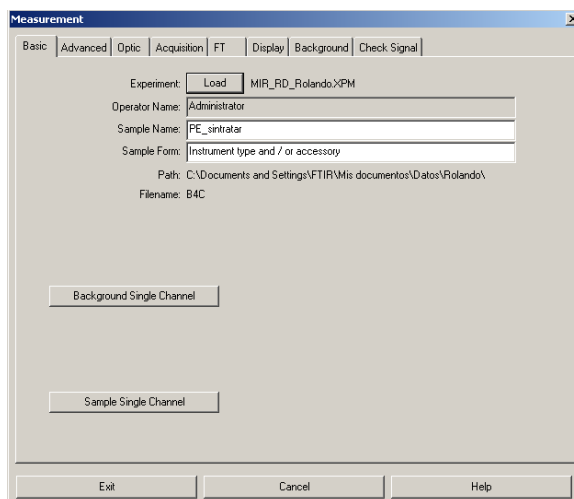 Measurement
Basic Advanced Optic Acquisition FT Display Background Check Signal
Experiment: Load MIR_RD_Rolando.XPM
Operator Name: Administrator
Sample Name: PE_sintratar
Sample Form: Instrument type and / or accessory
Path: C:\Documents and Settings\FTIR\Mis documentos\Datos\Rolando\
Filename: B4C
Background Single Channel
Sample Single Channel
Exit Cancel Help